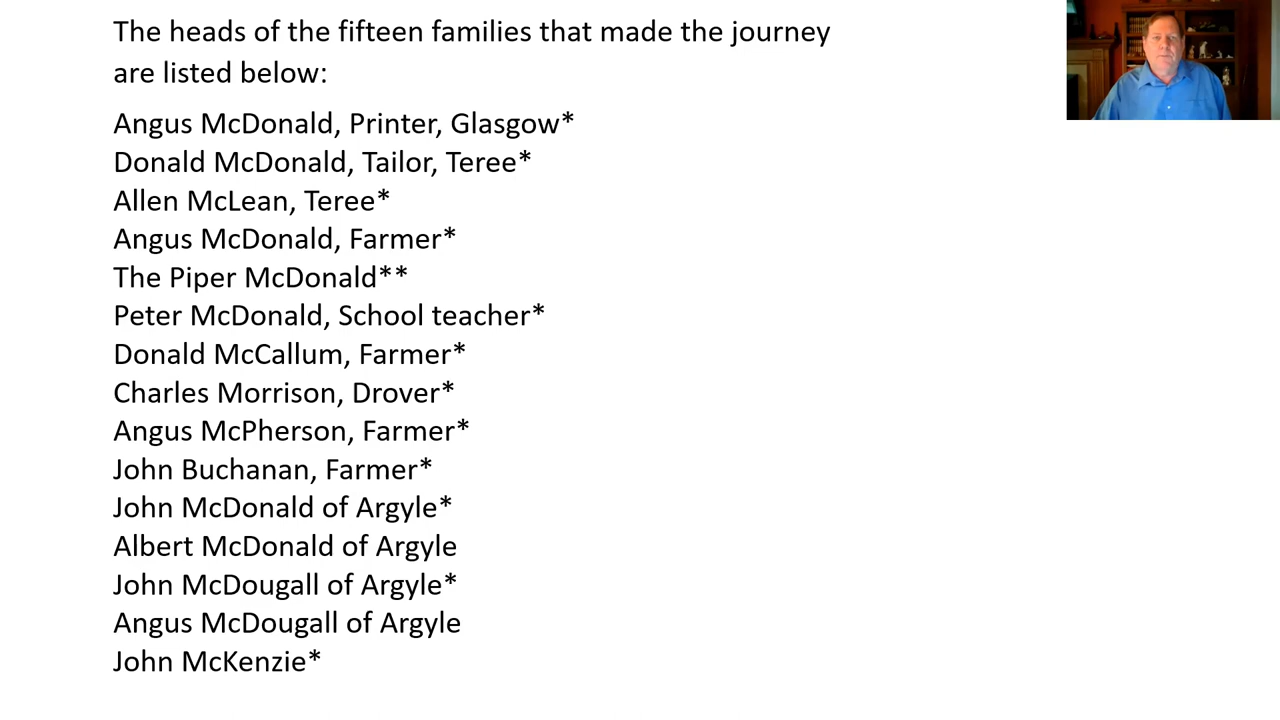 The heads of the fifteen families that made the journey
are listed below:
Angus McDonald, Printer, Glasgow*
Donald McDonald, Tailor, Teree*
Allen McLean, Teree*
Angus McDonald, Farmer*
The Piper McDonald**
Peter McDonald, School teacher*
Donald McCallum, Farmer*
Charles Morrison, Drover*
Angus McPherson, Farmer*
John Buchanan, Farmer*
John McDonald of Argyle*
Albert McDonald of Argyle
John McDougall of Argyle*
Angus McDougall of Argyle
John McKenzie*